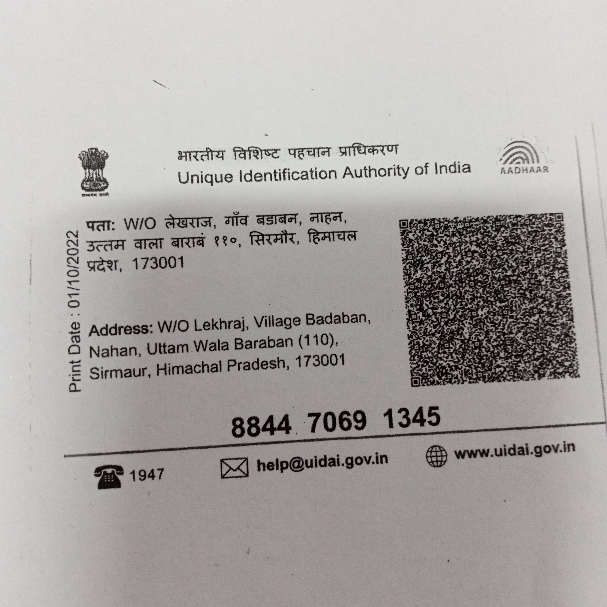 भारतीय विशिष्ट पहचान प्राधिकरण
Unique Identification Authority of India
AADHAAR
Print Date : 01/10/2022
पता: W/O लेखराज, गाँव बडाबन, नाहन,
उत्तम वाला बाराबं ११०, सिरमौर, हिमाचल
प्रदेश, 173001
Address: W/O Lekhraj, Village Badaban,
Nahan, Uttam Wala Baraban (110),
Sirmaur, Himachal Pradesh, 173001
8844 7069 1345
1947
help@uidai.gov.in
www.uidai.gov.in